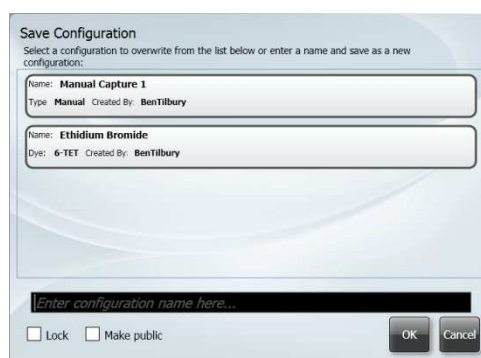 Save Configuration
Select a configuration to overwrite from the list below or enter a name and save as a new
configuration:
Name: Manual Capture 1
Type Manual Created By: BenTilbury
Name: Ethidium Bromide
Dye: 6-TET Created By: BenTilbury
Enter configuration name here...
Lock Make public OK Cancel